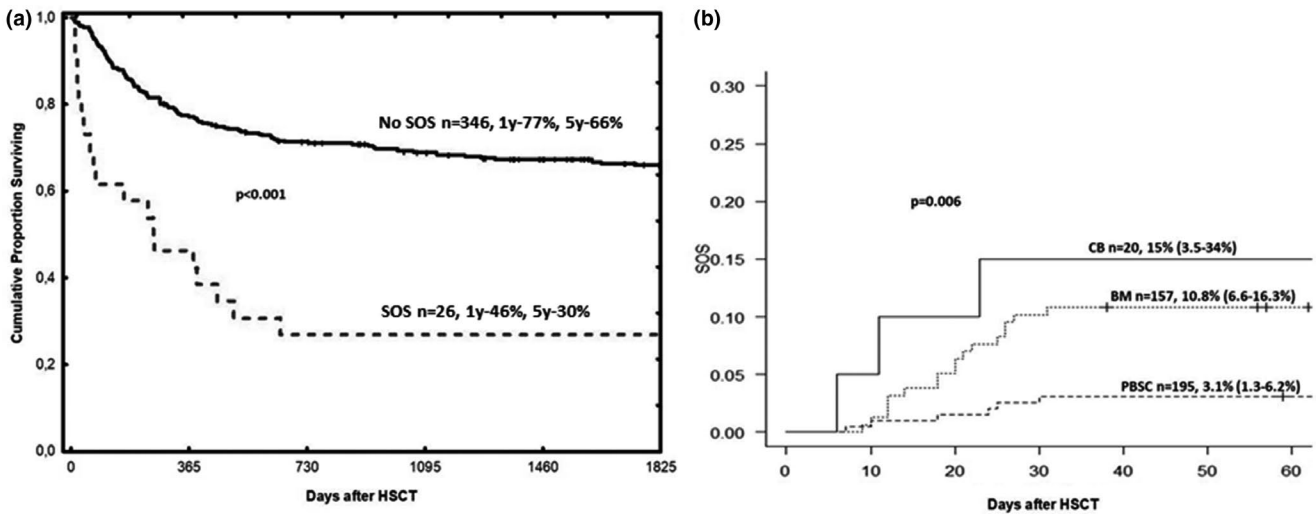 (a)
1,0
0,8
0,6
0,4
0,2
0,0
Cumulative Proportion Surviving
No SOS n=346, 1y-77%, 5y-66%
p<0.001
SOS n=26, 1y-46%, 5y-30%
0 365 730 1095 1460 1825
Days after HSCT
(b)
0.30
0.25
0.20
0.15
0.10
0.05
0.00
SOS
p=0.006
CB n=20, 15% (3.5-34%)
BM n=157, 10.8% (6.6-16.3%)
PBSC n=195, 3.1% (1.3-6.2%)
0 10 20 30 40 50 60
Days after HSCT